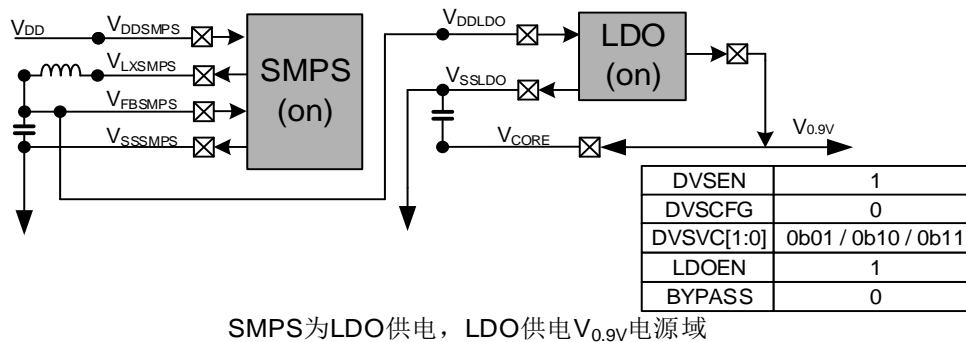 VDD
VDDSMPS
VLXSMPS
VFBSMPS
VSSSMPS
SMPS
(on)
VDDLDO
VSSLDO
VCORE
LDO
(on)
V0.9V
DVSEN 1
DVSCFG 0
DVSVC[1:0] 0b01 / 0b10 / 0b11
LDOEN 1
BYPASS 0
SMPS为LDO供电，LDO供电V0.9V电源域